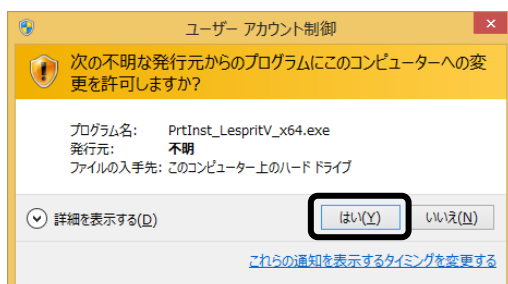 ユーザー アカウント制御
次の不明な発行元からのプログラムにこのコンピューターへの変
更を許可しますか?
プログラム名: PrtInst_LespritV_x64.exe
発行元: 不明
ファイルの入手先: このコンピューター上のハード ドライブ
詳細を表示する(D) はい(Y) いいえ(N)
これらの通知を表示するタイミングを変更する